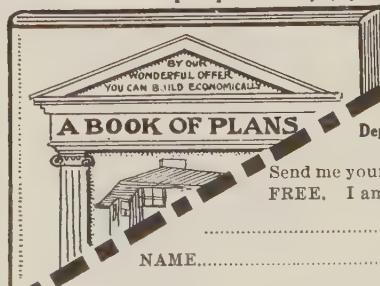 BY OUR
WONDERFUL OFFER
YOU CAN BUILD ECONOMICALLY
A BOOK OF PLANS
Send me your
FREE. I am
NAME